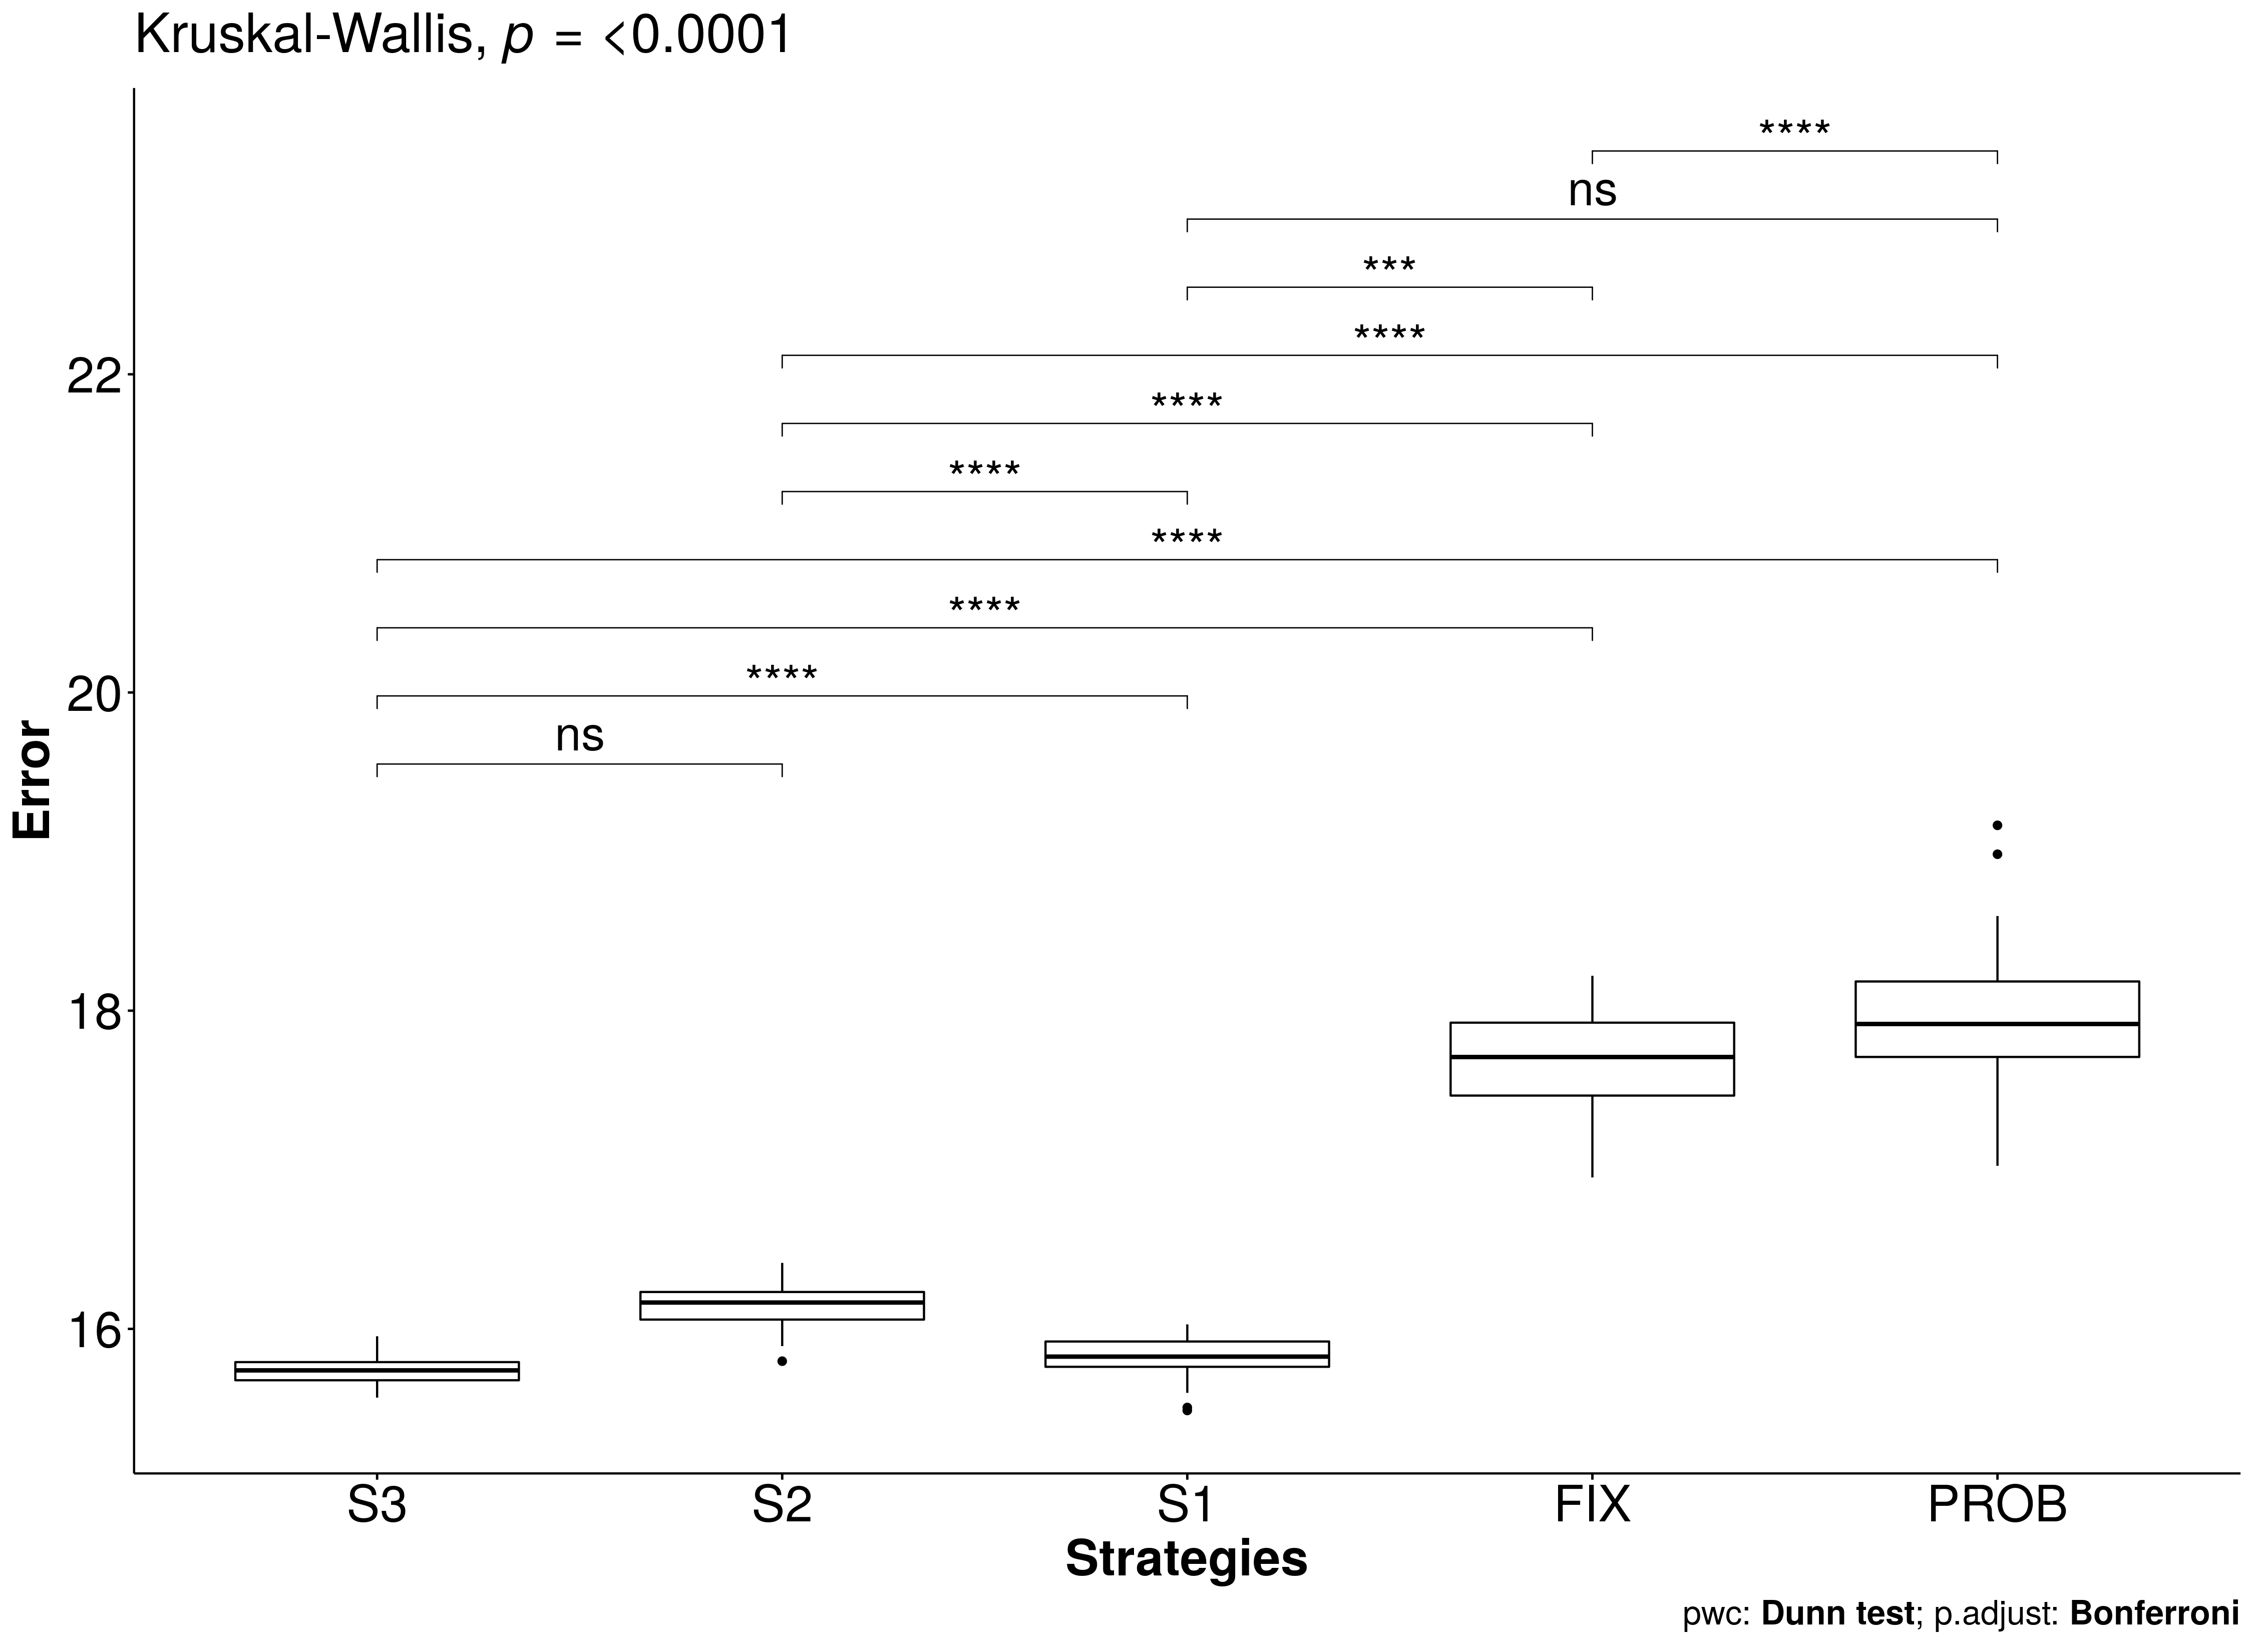 Kruskal-Wallis, p = <0.0001
****
ns
***
****
****
****
****
****
****
ns
22
20
18
16
Error
S3 S2 S1 FIX PROB
Strategies
pwc: Dunn test; p.adjust: Bonferroni